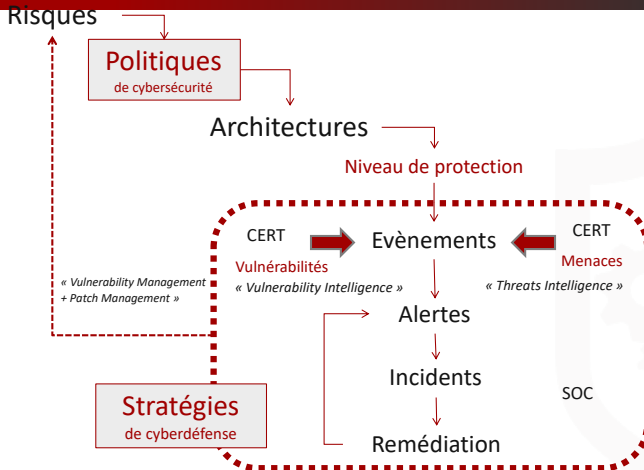 Risques
Politiques
de cybersécurité
Architectures
Niveau de protection
CERT
Evènements
CERT
Vulnérabilités
Menaces
« Vulnerability Management
+ Patch Management »
« Vulnerability Intelligence »
« Threats Intelligence »
Alertes
Incidents
SOC
Stratégies
de cyberdéfense
Remédiation